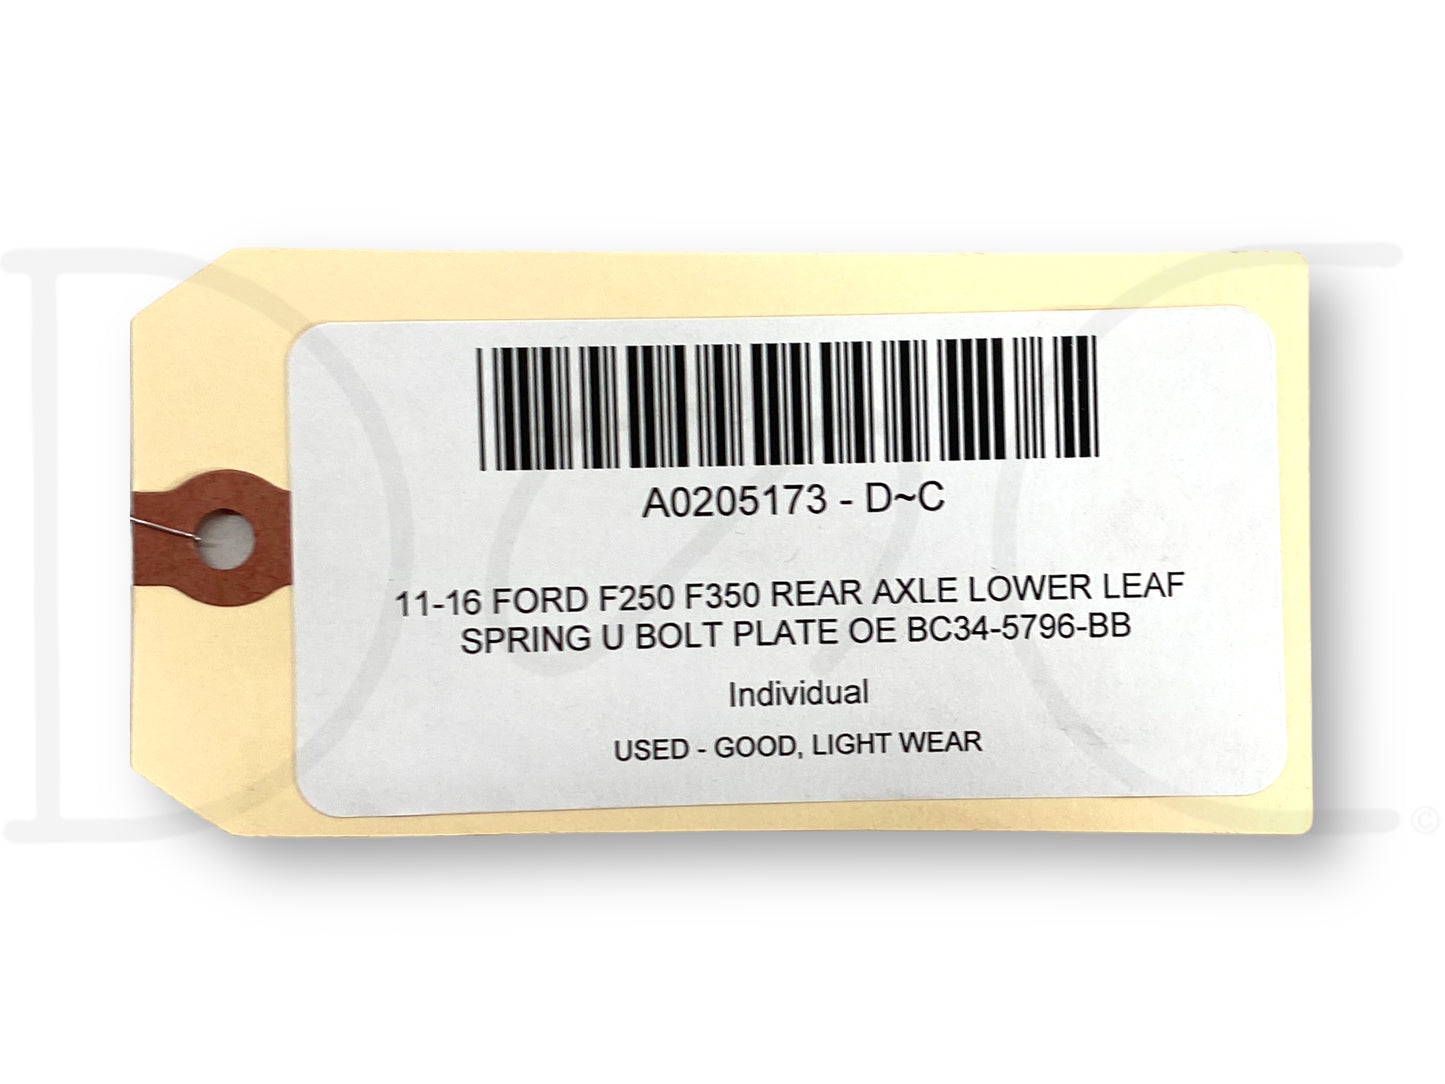 A0205173 - D~C
11-16 FORD F250 F350 REAR AXLE LOWER LEAF
SPRING U BOLT PLATE OE BC34-5796-BB
Individual
USED - GOOD, LIGHT WEAR
D C
©